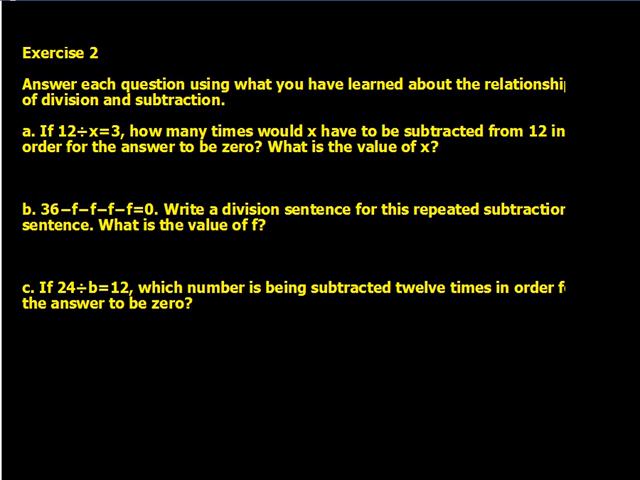 Exercise 2
Answer each question using what you have learned about the relationshi
of division and subtraction.
a. If 12÷x=3, how many times would x have to be subtracted from 12 in
order for the answer to be zero? What is the value of x?
b. 36−f−f−f−f=0. Write a division sentence for this repeated subtraction
sentence. What is the value of f?
c. If 24÷b=12, which number is being subtracted twelve times in order f
the answer to be zero?